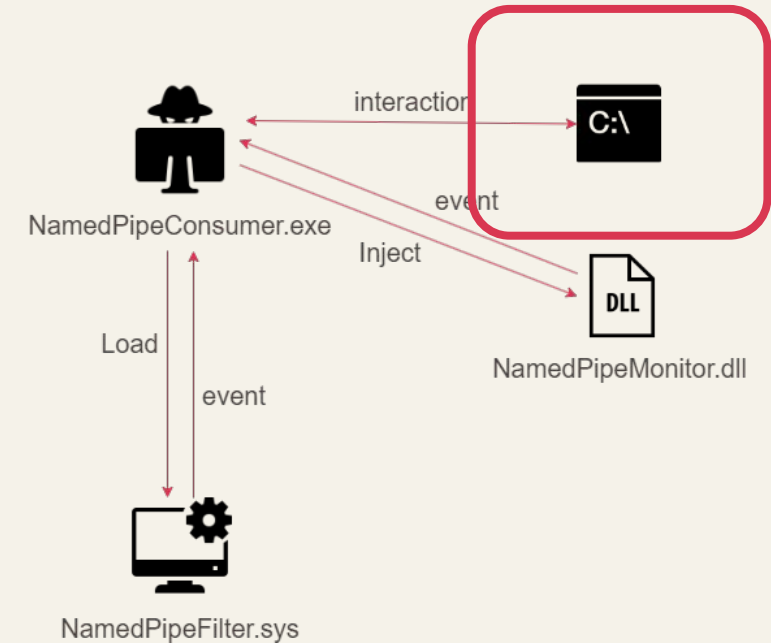 interaction
C:\
event
NamedPipeConsumer.exe
Inject
DLL
Load
NamedPipeMonitor.dll
event
NamedPipeFilter.sys